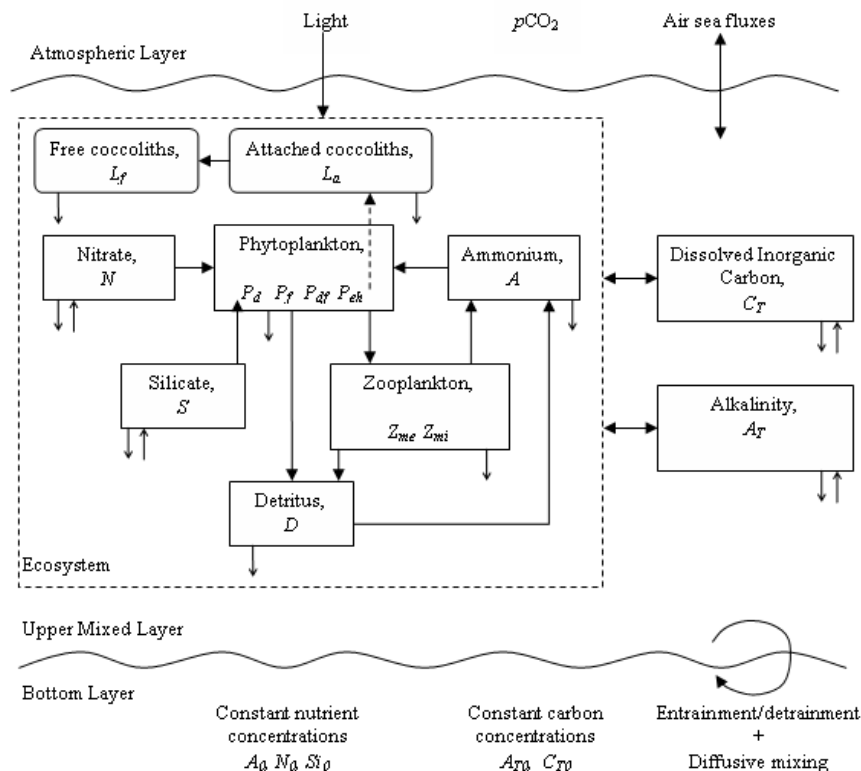 Light
pCO2
Air sea fluxes
Atmospheric Layer
Free coccoliths,
Lf
Attached coccoliths,
La
Nitrate,
N
Phytoplankton,
Pd Pf Pdf Peh
Ammonium,
A
Dissolved Inorganic
Carbon,
CT
Silicate,
S
Zooplankton,
Zme Zmi
Alkalinity,
AT
Detritus,
D
Ecosystem
Upper Mixed Layer
Bottom Layer
Constant nutrient
concentrations
A0, N0, Si0
Constant carbon
concentrations
AT0, CT0
Entrainment/detrainment
+
Diffusive mixing